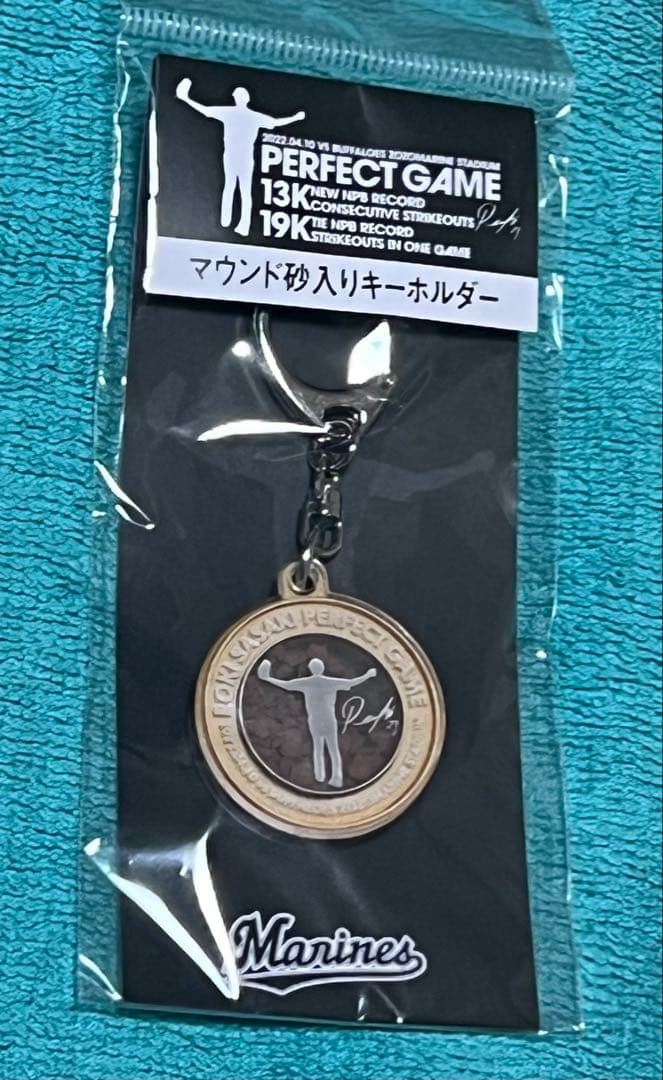 2022.04.10 VS BUFFALOES ZOZOMARINE STADIUM
PERFECT GAME
13K NEW NPB RECORD
CONSECUTIVE STRIKEOUTS
19K TIE NPB RECORD
STRIKEOUTS IN ONE GAME
マウンド砂入りキーホルダー
ROKI SASAKI PERFECT GAME
Marines